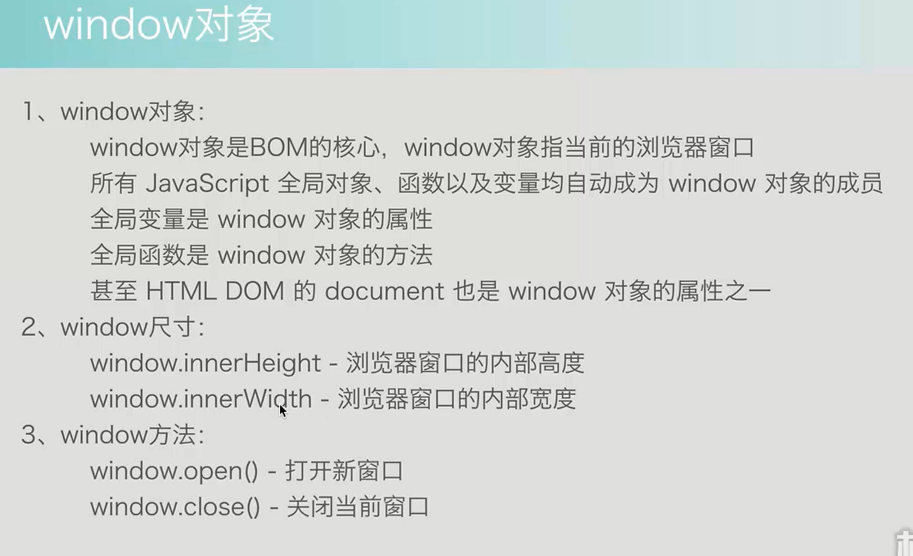 window对象
1、window对象：
window对象是BOM的核心，window对象指当前的浏览器窗口
所有 JavaScript 全局对象、函数以及变量均自动成为 window 对象的成员
全局变量是 window 对象的属性
全局函数是 window 对象的方法
甚至 HTML DOM 的 document 也是 window 对象的属性之一
2、window尺寸：
window.innerHeight - 浏览器窗口的内部高度
window.innerWidth - 浏览器窗口的内部宽度
3、window方法：
window.open() - 打开新窗口
window.close() - 关闭当前窗口